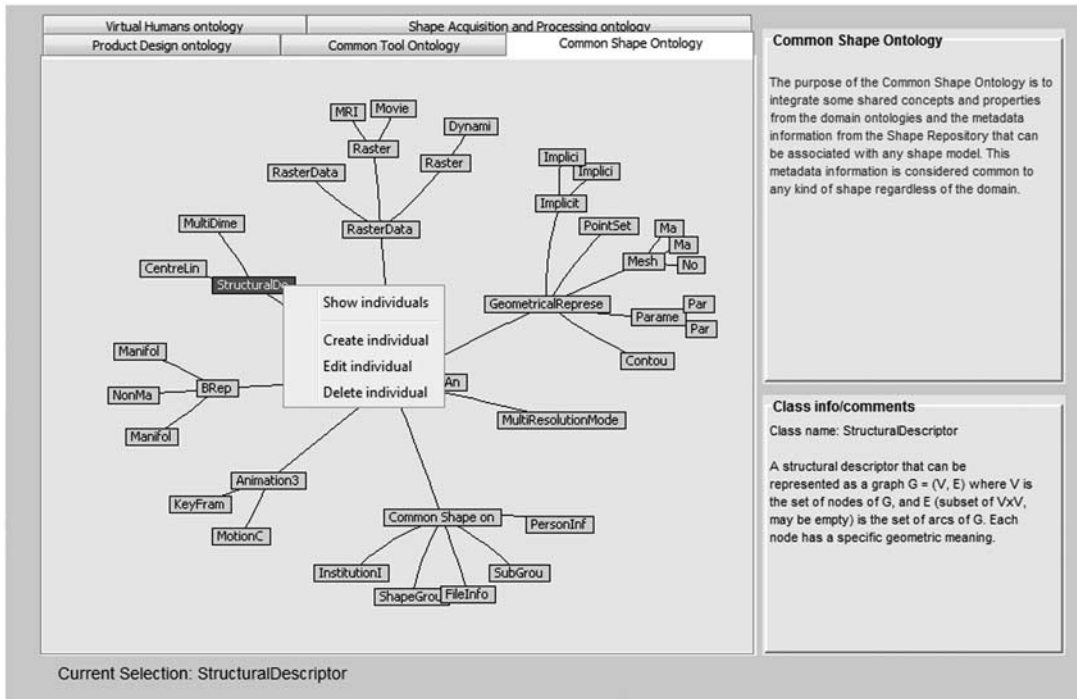 Virtual Humans ontology
Shape Acquisition and Processing ontology
Product Design ontology
Common Tool Ontology
Common Shape Ontology
MRI
Movie
Dynami
Raster
Raster
RasterData
RasterData
MultiDime
CentreLin
StructuralDe
Implici
Implici
Implicit
PointSet
Ma
Ma
Mesh
No
GeometricalReprese
Par
Parame
Par
Contou
Show individuals
Create individual
Edit individual
Delete individual
An
MultiResolutionMode
Manifol
NonMa
BRep
Manifol
Animation3
KeyFram
MotionC
Common Shape on
PersonInf
InstitutionI
SubGrou
ShapeGrou
FileInfo
Common Shape Ontology
The purpose of the Common Shape Ontology is to
integrate some shared concepts and properties
from the domain ontologies and the metadata
information from the Shape Repository that can
be associated with any shape model. This
metadata information is considered common to
any kind of shape regardless of the domain.
Class info/comments
Class name: StructuralDescriptor
A structural descriptor that can be
represented as a graph G = (V, E) where V is
the set of nodes of G, and E (subset of VxV,
may be empty) is the set of arcs of G. Each
node has a specific geometric meaning.
Current Selection: StructuralDescriptor